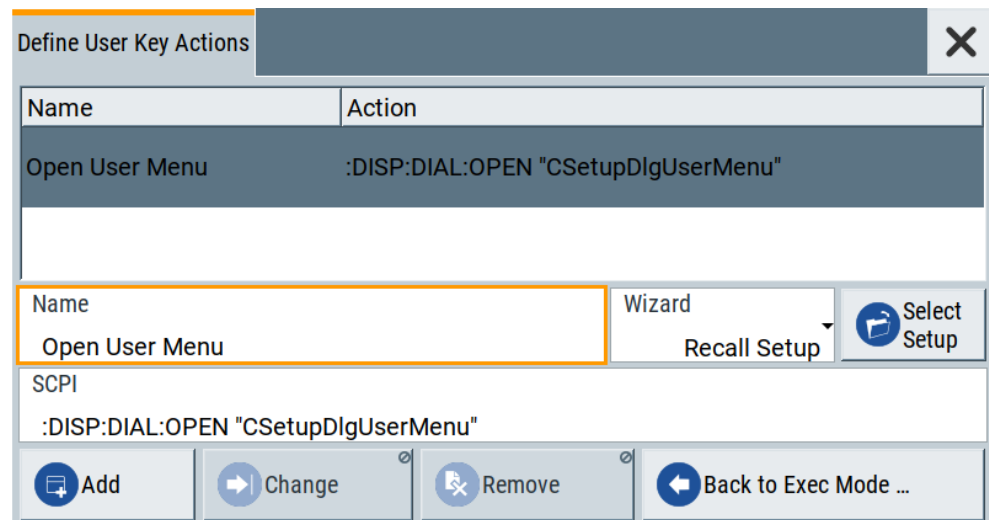 Define User Key Actions
Name Action
Open User Menu :DISP:DIAL:OPEN "CSetupDlgUserMenu"
Name
Open User Menu
Wizard
Recall Setup
Select
Setup
SCPI
:DISP:DIAL:OPEN "CSetupDlgUserMenu"
Add Change Remove Back to Exec Mode ...